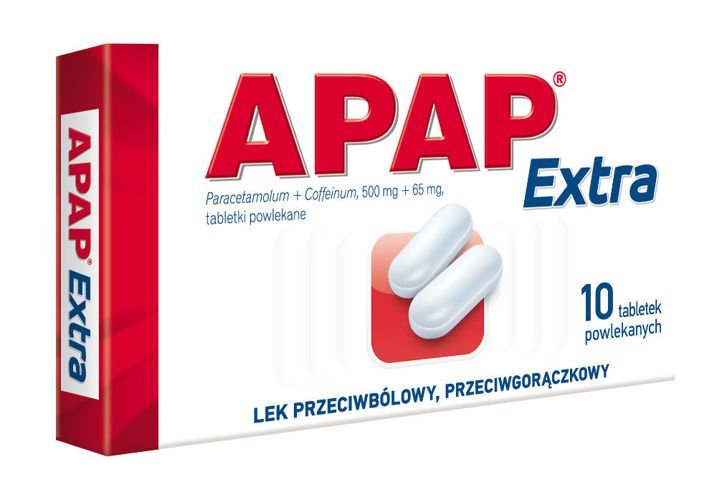 APAP Extra
APAP®
Extra
Paracetamolum + Coffeinum, 500 mg + 65 mg,
tabletki powlekane
10 tabletek
powlekanych
LEK PRZECIWBÓLOWY, PRZECIWGORĄCZKOWY